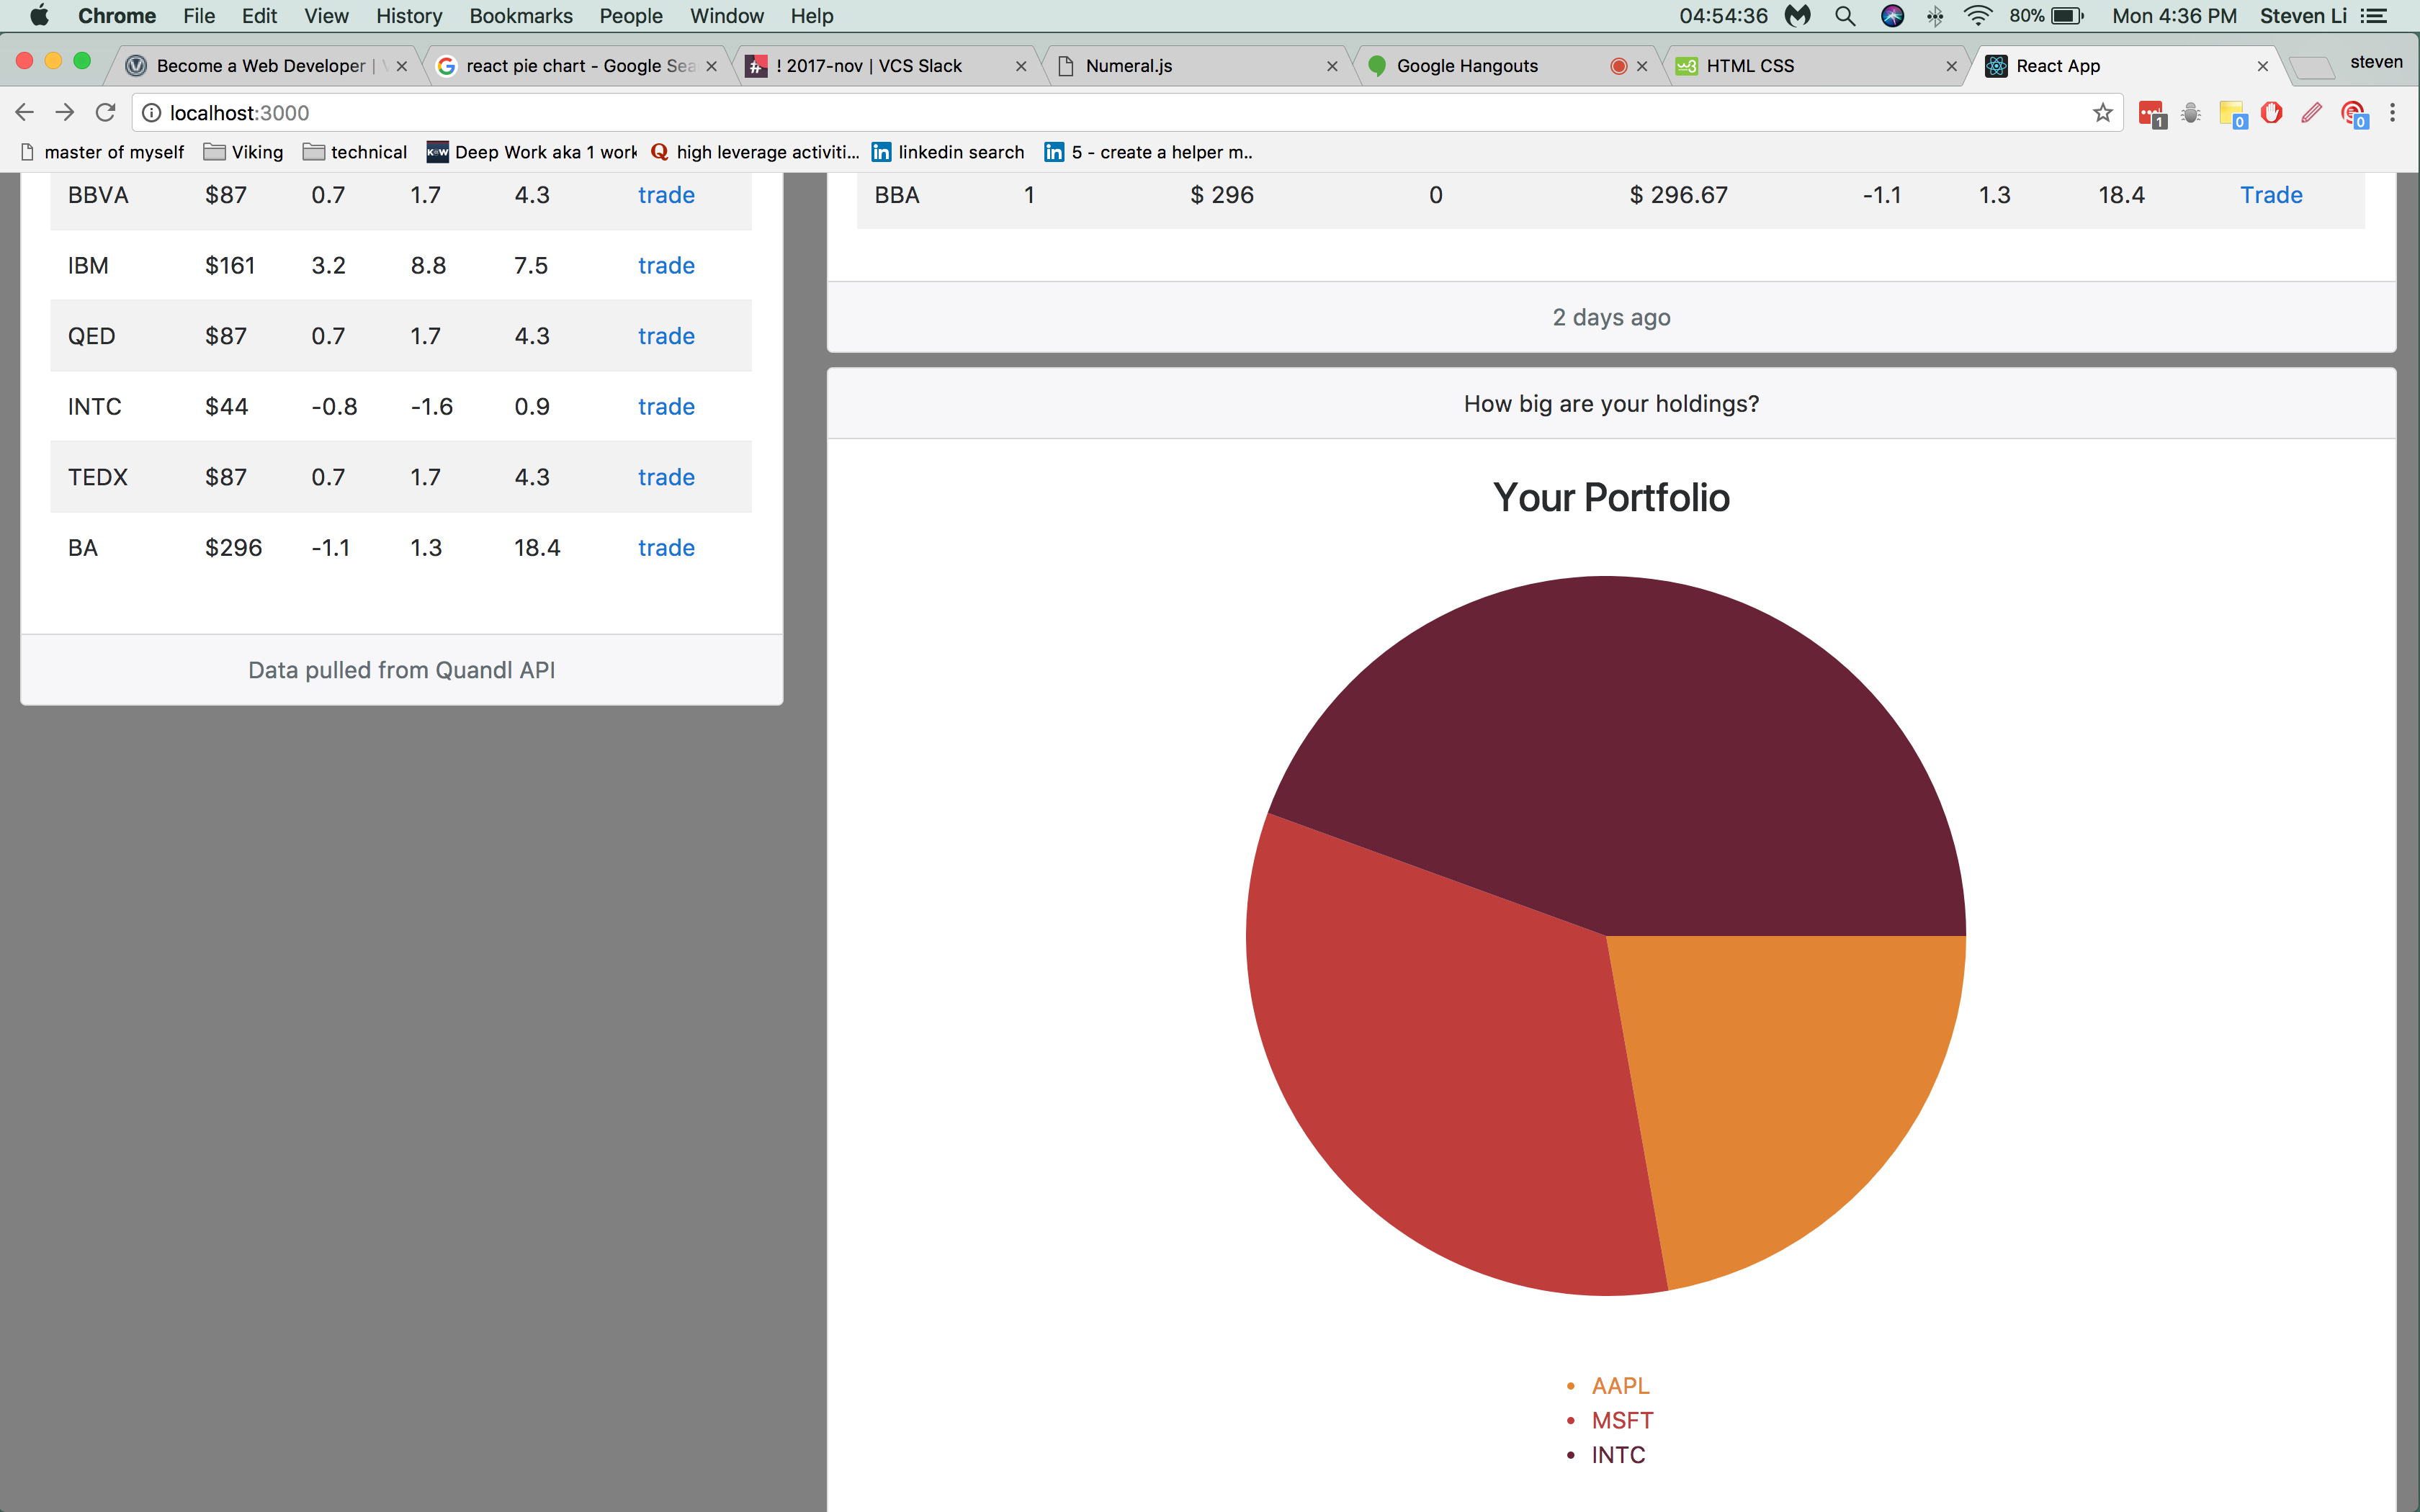 Chrome File Edit View History Bookmarks People Window Help 04:54:36 80% Mon 4:36 PM Steven Li
Become a Web Developer | react pie chart - Google Sea ! 2017-nov | VCS Slack Numeral.js Google Hangouts HTML CSS React App steven
localhost:3000 1 0 0
master of myself Viking technical Deep Work aka 1 work high leverage activiti... linkedin search 5 - create a helper m..
BBVA $87 0.7 1.7 4.3 trade
IBM $161 3.2 8.8 7.5 trade
QED $87 0.7 1.7 4.3 trade
INTC $44 -0.8 -1.6 0.9 trade
TEDX $87 0.7 1.7 4.3 trade
BA $296 -1.1 1.3 18.4 trade
Data pulled from Quandl API
BBA 1 $ 296 0 $ 296.67 -1.1 1.3 18.4 Trade
2 days ago
How big are your holdings?
Your Portfolio
• AAPL
• MSFT
• INTC